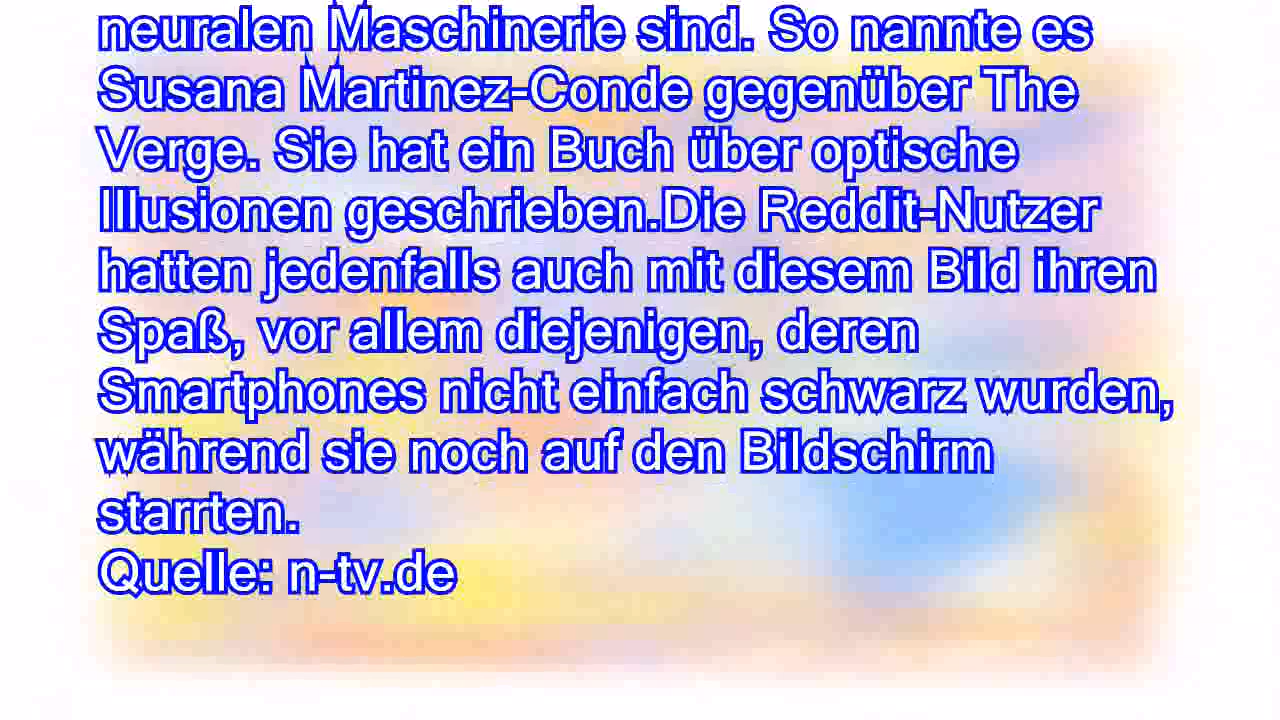 neuralen Maschinerie sind. So nannte es
Susana Martinez-Conde gegenüber The
Verge. Sie hat ein Buch über optische
Illusionen geschrieben.Die Reddit-Nutzer
hatten jedenfalls auch mit diesem Bild ihren
Spaß, vor allem diejenigen, deren
Smartphones nicht einfach schwarz wurden,
während sie noch auf den Bildschirm
starrten.
Quelle: n-tv.de